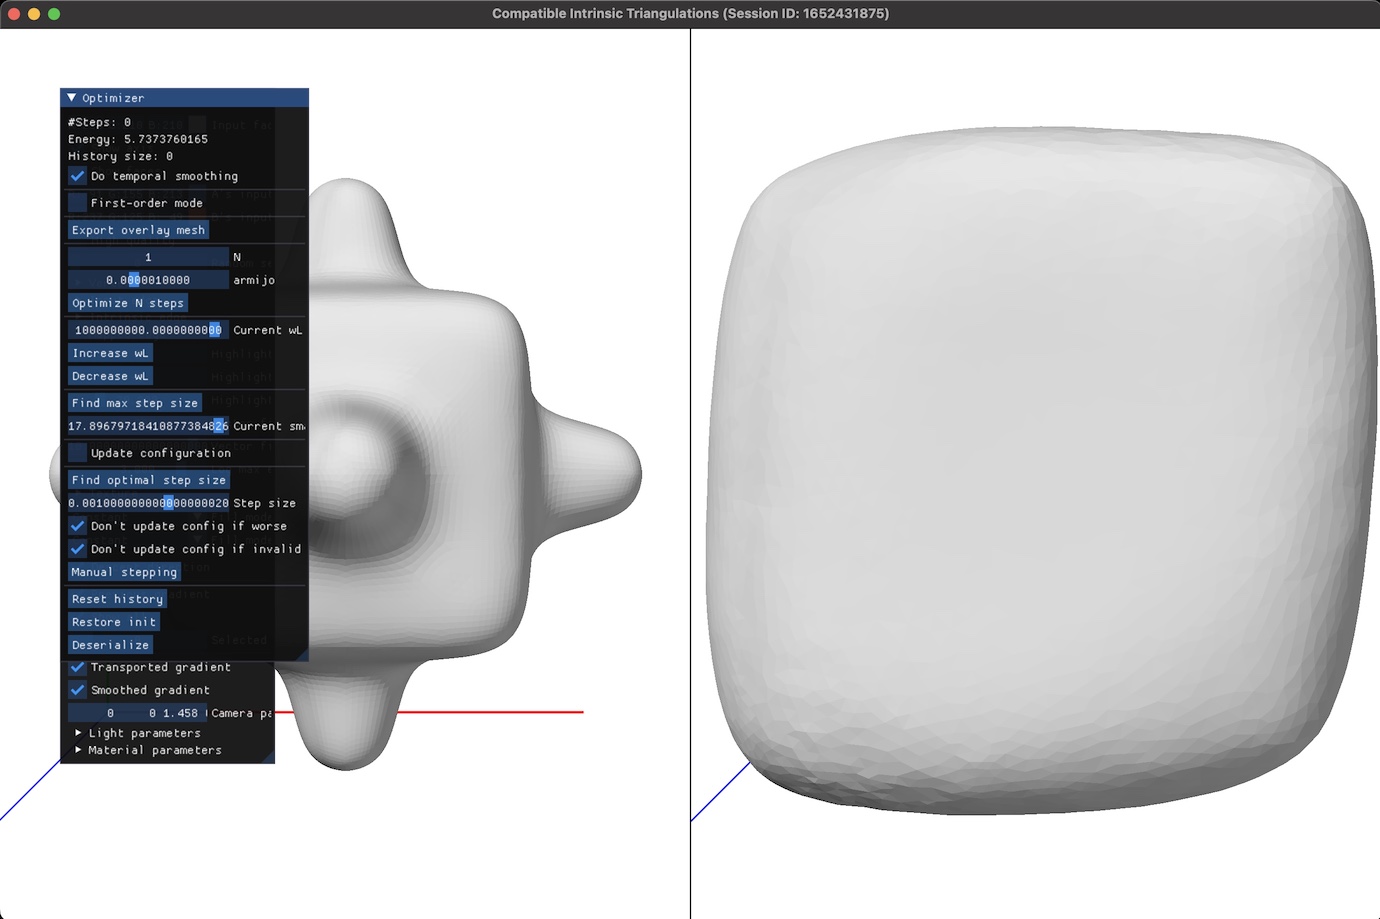 Compatible Intrinsic Triangulations (Session ID: 1652431875)
Optimizer
#Steps: 0
Energy: 5.7373760165
History size: 0
Do temporal smoothing
First-order mode
Export overlay mesh
1 N
0.0000010000 armijo
Optimize N steps
1000000000.0000000000 Current wL
Increase wL
Decrease wL
Find max step size
17.89679718410877384826 Current sm
Update configuration
Find optimal step size
0.00100000000000000020 Step size
Don't update config if worse
Don't update config if invalid
Manual stepping
Reset history
Restore init
Deserialize
Transported gradient
Smoothed gradient
0 0 1.458 Camera pa
Light parameters
Material parameters